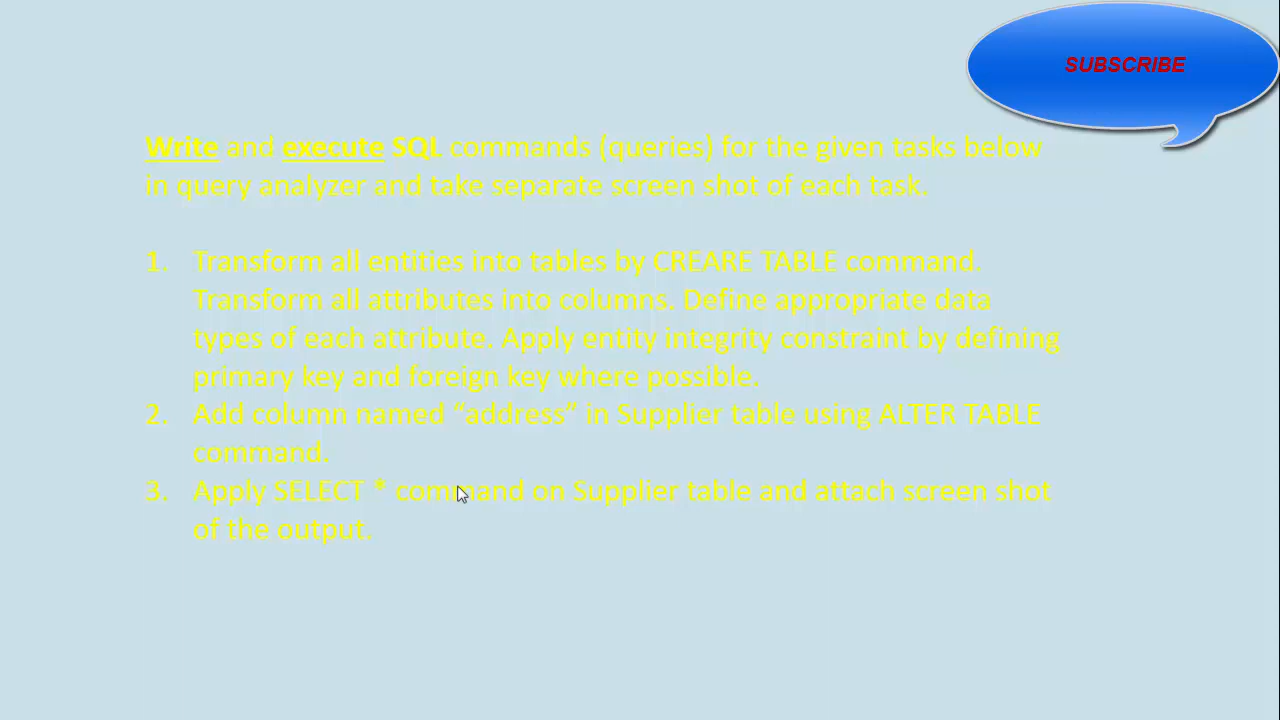 SUBSCRIBE
Write and execute SQL commands (queries) for the given tasks below
in query analyzer and take separate screen shot of each task.
1. Transform all entities into tables by CREARE TABLE command.
Transform all attributes into columns. Define appropriate data
types of each attribute. Apply entity integrity constraint by defining
primary key and foreign key where possible.
2. Add column named “address” in Supplier table using ALTER TABLE
command.
3. Apply SELECT * command on Supplier table and attach screen shot
of the output.